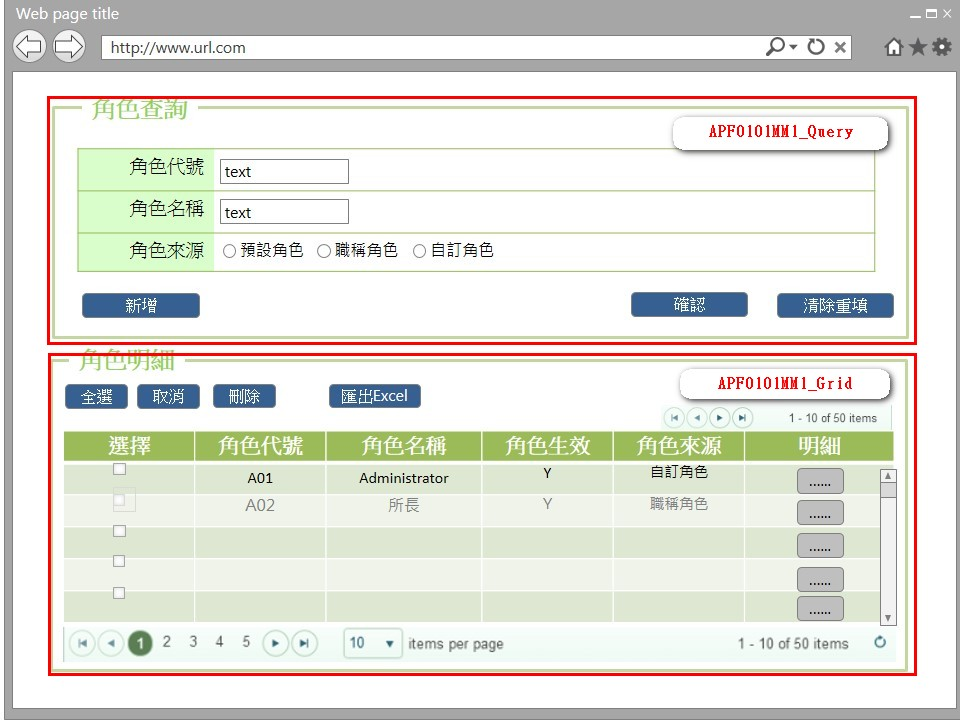 Web page title
http://www.url.com
角色查詢
APF0101MM1_Query
角色代號 text
角色名稱 text
角色來源 預設角色 職稱角色 自訂角色
新增 確認 清除重填
角色明細
APF0101MM1_Grid
全選 取消 刪除 匯出Excel
1 - 10 of 50 items
選擇 角色代號 角色名稱 角色生效 角色來源 明細
A01 Administrator Y 自訂角色 ......
A02 所長 Y 職稱角色 ......
......
......
......
1 2 3 4 5 10 items per page 1 - 10 of 50 items